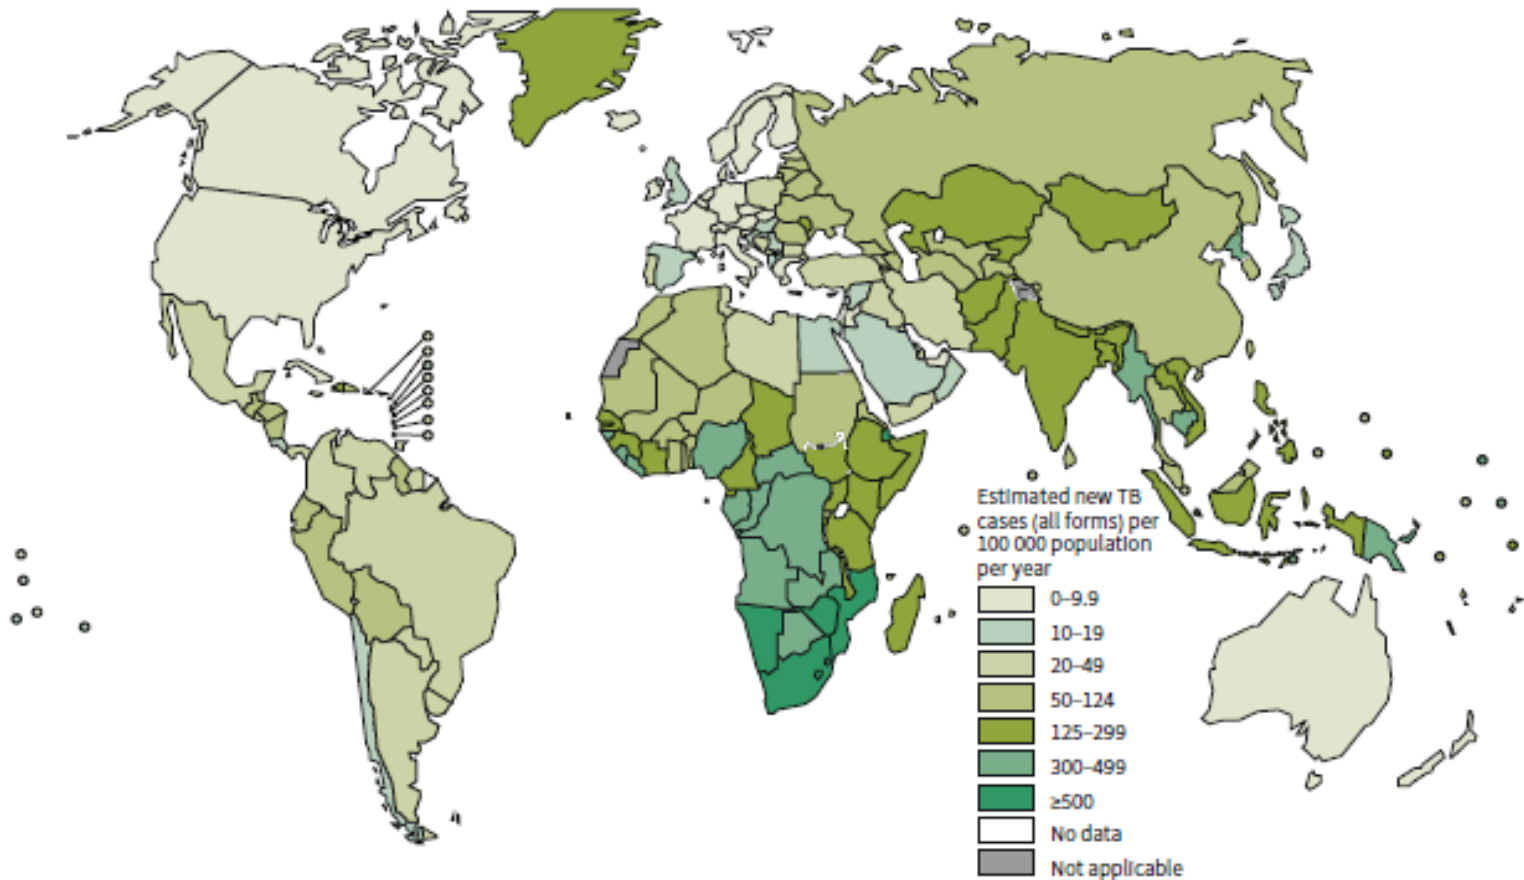 Estimated new TB
cases (all forms) per
100 000 population
per year
0–9.9
10–19
20–49
50–124
125–299
300–499
≥500
No data
Not applicable